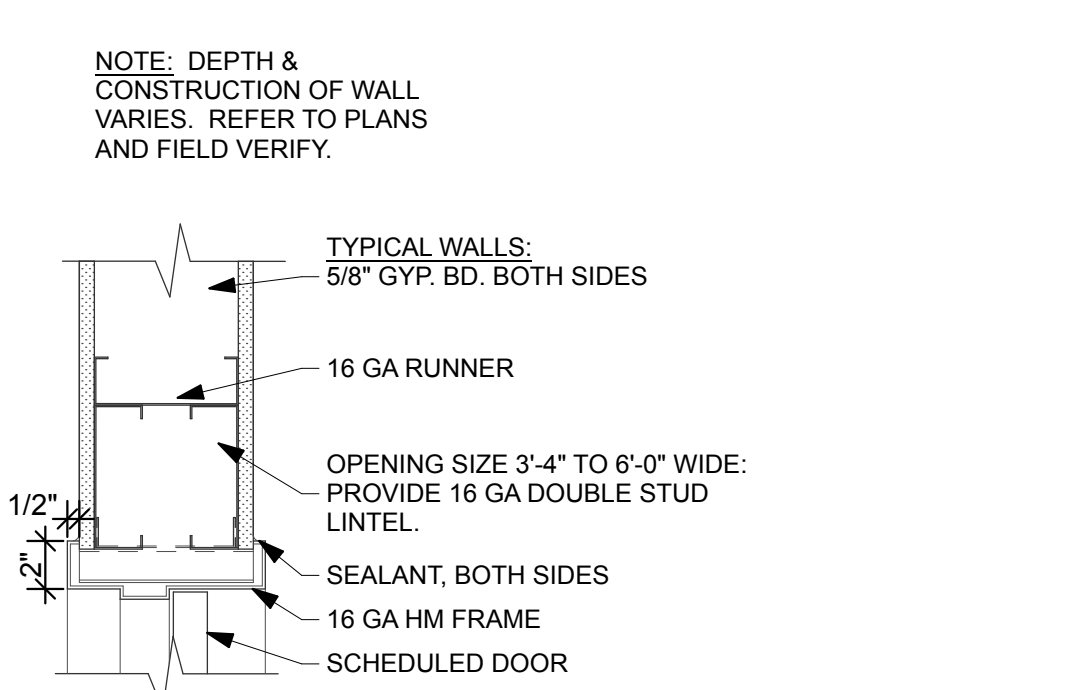 NOTE: DEPTH &
CONSTRUCTION OF WALL
VARIES. REFER TO PLANS
AND FIELD VERIFY.
TYPICAL WALLS:
5/8" GYP. BD. BOTH SIDES
16 GA RUNNER
OPENING SIZE 3'-4" TO 6'-0" WIDE:
PROVIDE 16 GA DOUBLE STUD
LINTEL.
1/2"
2"
SEALANT, BOTH SIDES
16 GA HM FRAME
SCHEDULED DOOR